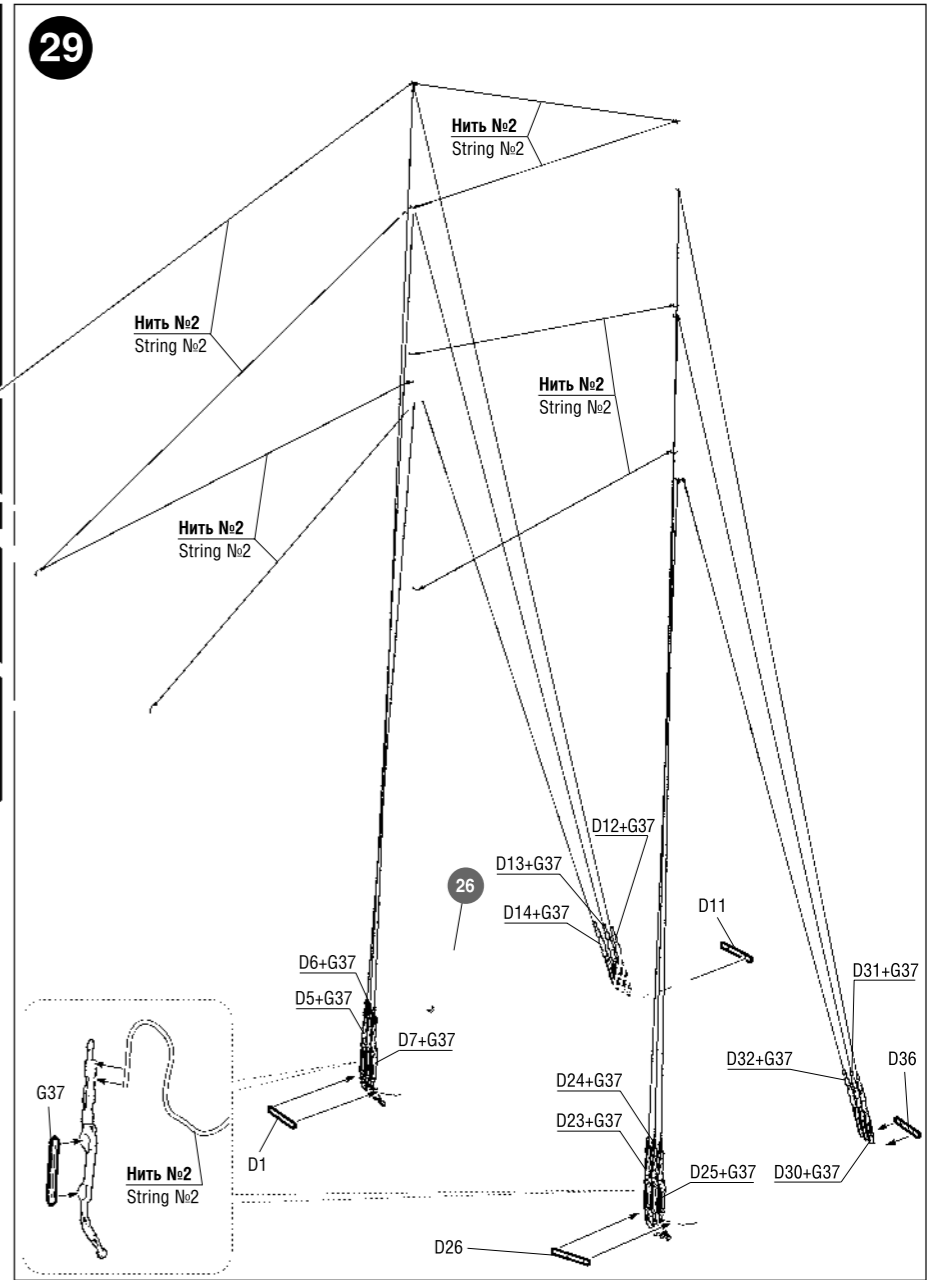 29
Нить №2
String №2
Нить №2
String №2
Нить №2
String №2
Нить №2
String №2
D12+G37
D13+G37
D14+G37
26
D11
D6+G37
D5+G37
D7+G37
D31+G37
D32+G37
D36
D24+G37
D23+G37
D25+G37
D30+G37
G37
D1
Нить №2
String №2
D26